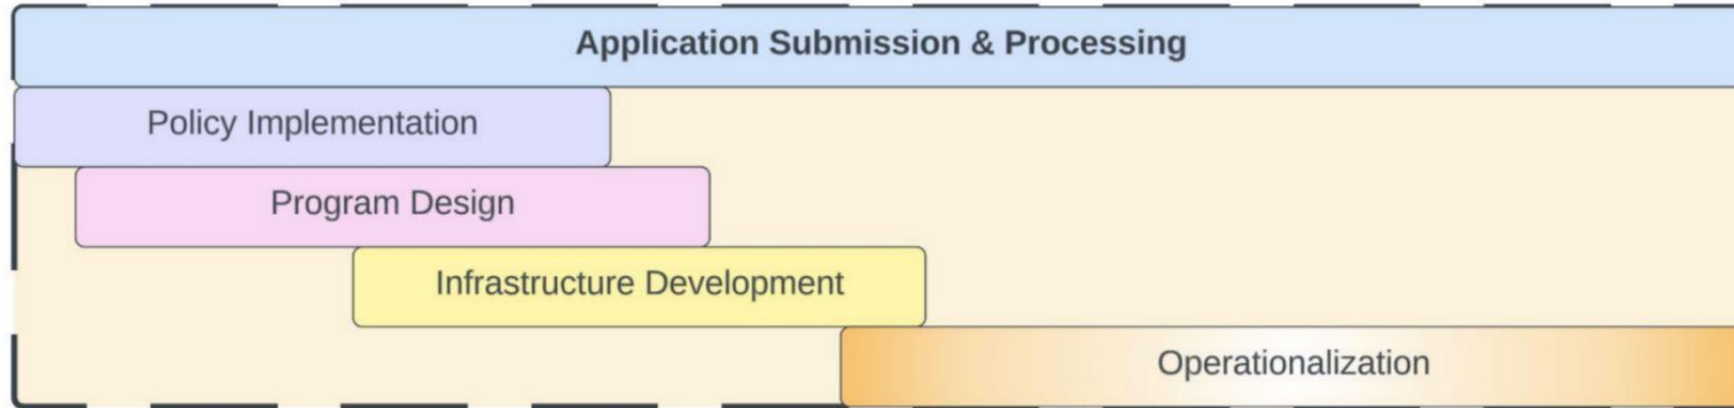 Application Submission & Processing
Policy Implementation
Program Design
Infrastructure Development
Operationalization